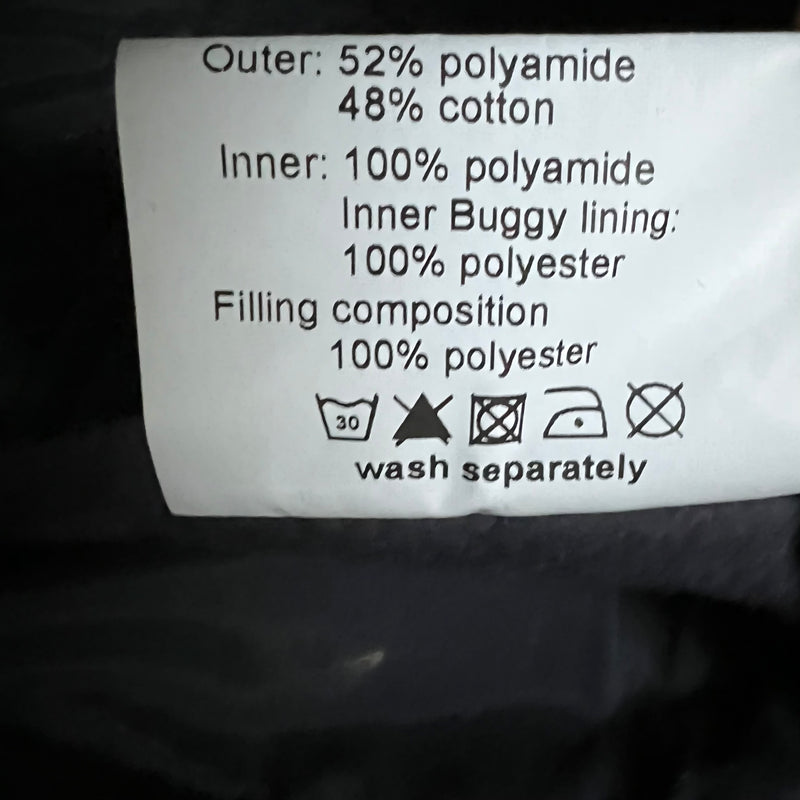 Outer: 52% polyamide
48% cotton
Inner: 100% polyamide
Inner Buggy lining:
100% polyester
Filling composition
100% polyester
30
wash separately